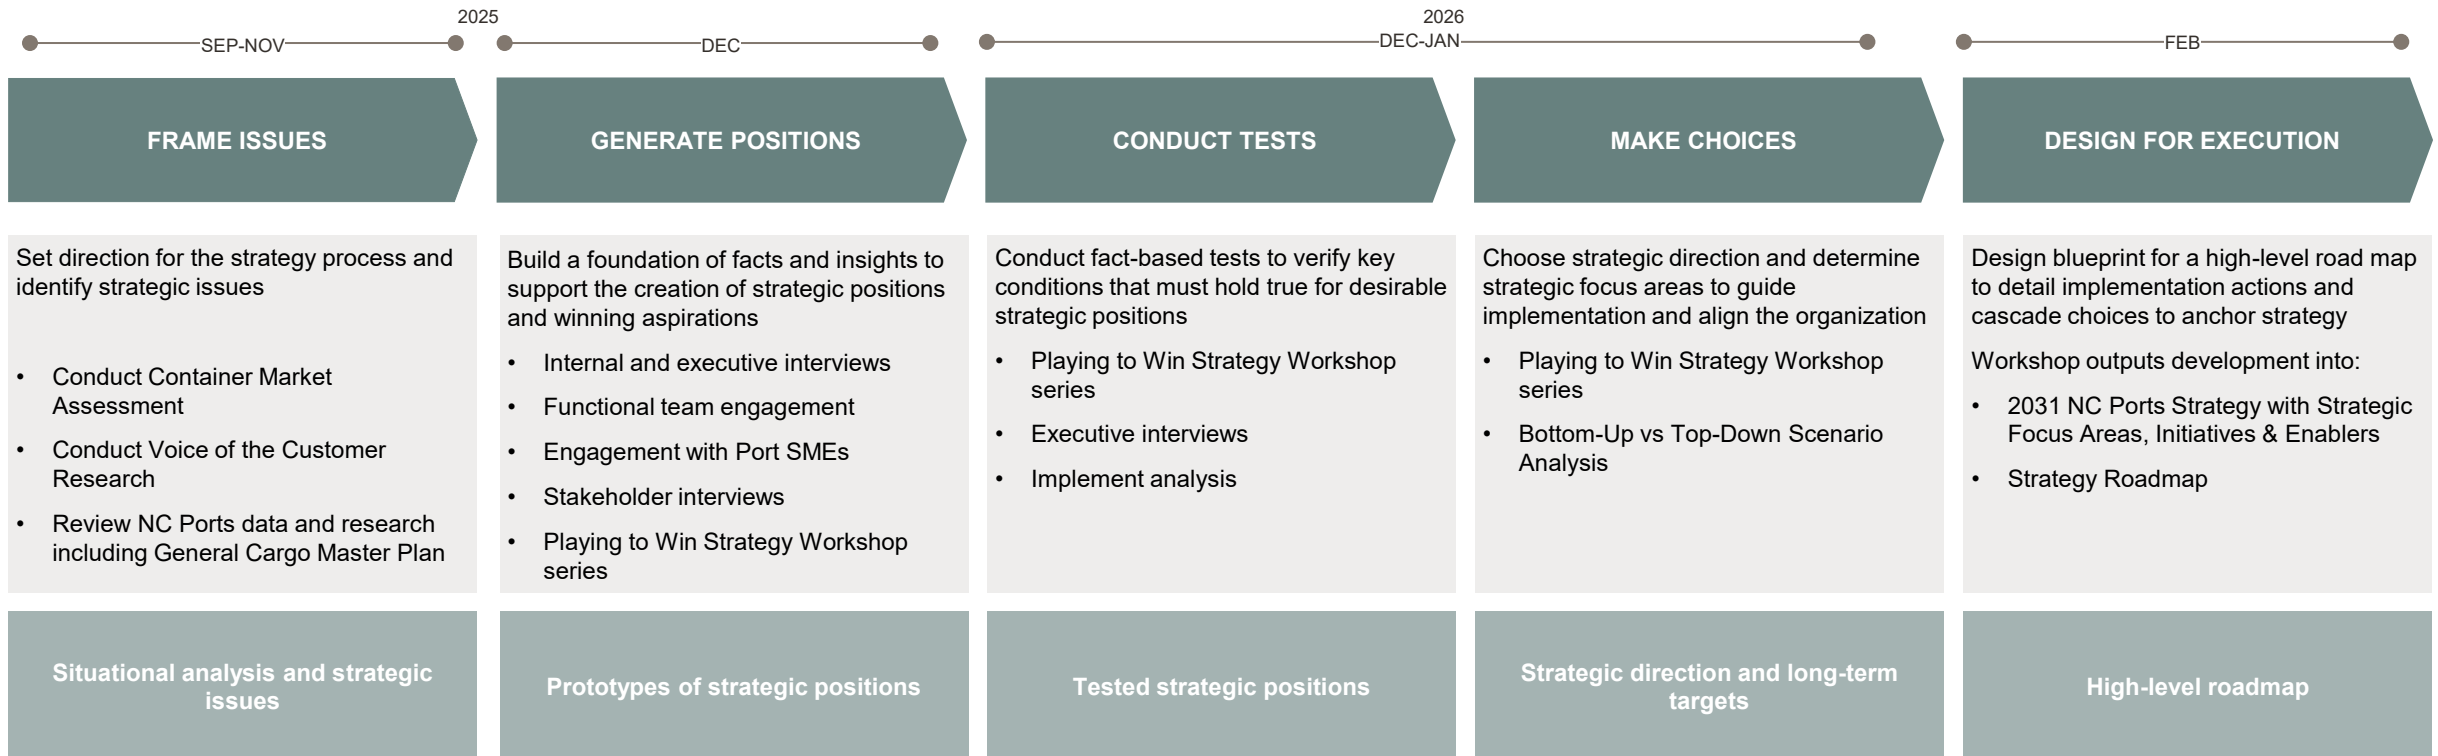 2025
2026
SEP-NOV
DEC
DEC-JAN
FEB
FRAME ISSUES
GENERATE POSITIONS
CONDUCT TESTS
MAKE CHOICES
DESIGN FOR EXECUTION
Set direction for the strategy process and
identify strategic issues
• Conduct Container Market
Assessment
• Conduct Voice of the Customer
Research
• Review NC Ports data and research
including General Cargo Master Plan
Build a foundation of facts and insights to
support the creation of strategic positions
and winning aspirations
• Internal and executive interviews
• Functional team engagement
• Engagement with Port SMEs
• Stakeholder interviews
• Playing to Win Strategy Workshop
series
Conduct fact-based tests to verify key
conditions that must hold true for desirable
strategic positions
• Playing to Win Strategy Workshop
series
• Executive interviews
• Implement analysis
Choose strategic direction and determine
strategic focus areas to guide
implementation and align the organization
• Playing to Win Strategy Workshop
series
• Bottom-Up vs Top-Down Scenario
Analysis
Design blueprint for a high-level road map
to detail implementation actions and
cascade choices to anchor strategy
Workshop outputs development into:
• 2031 NC Ports Strategy with Strategic
Focus Areas, Initiatives & Enablers
• Strategy Roadmap
Situational analysis and strategic
issues
Prototypes of strategic positions
Tested strategic positions
Strategic direction and long-term
targets
High-level roadmap